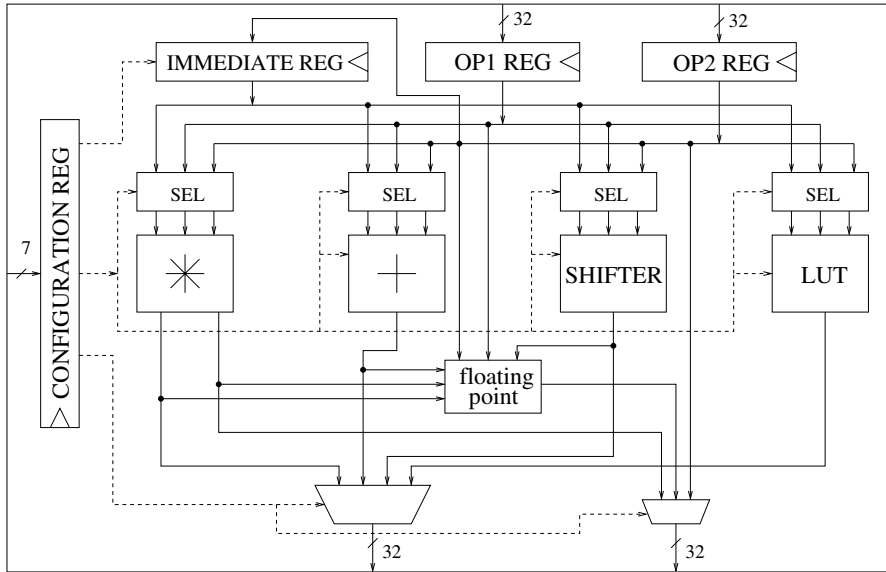 32
32
IMMEDIATE REG
OP1 REG
OP2 REG
CONFIGURATION REG
SEL
SEL
SEL
SEL
7
SHIFTER
LUT
floating
point
32
32